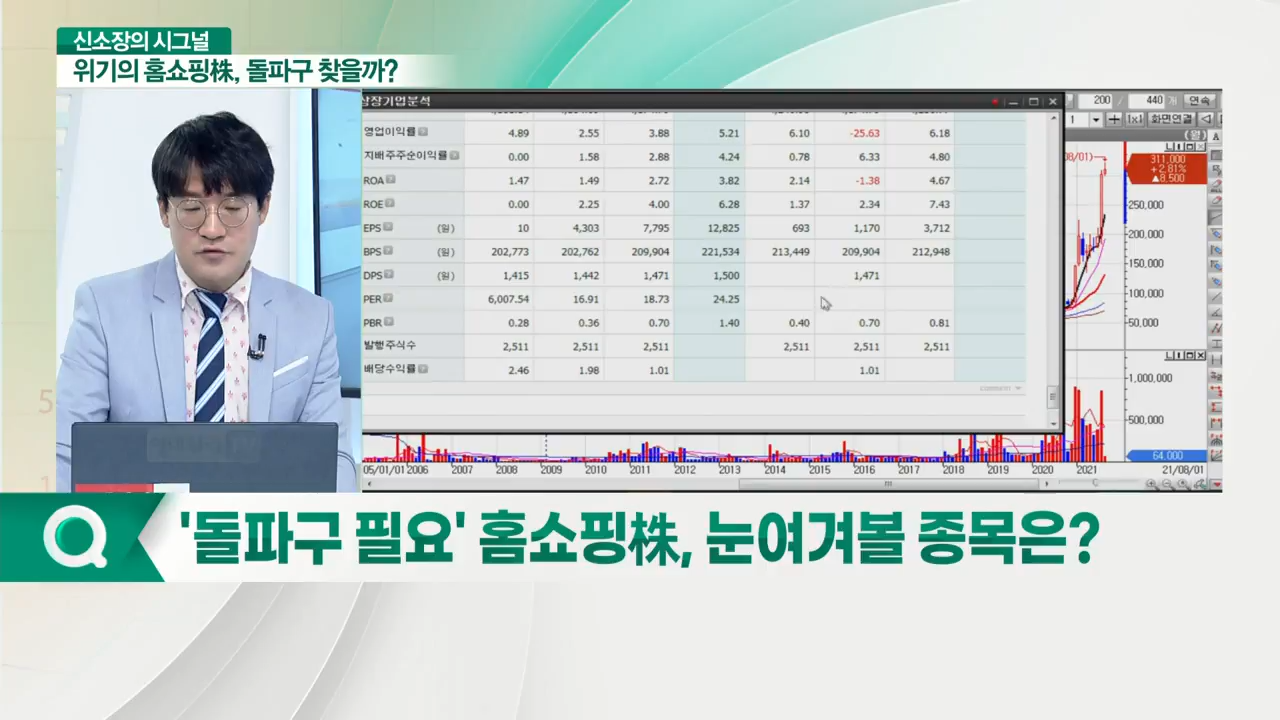 신소장의 시그널
위기의 홈쇼핑株, 돌파구 찾을까?
상장기업분석
200 / 440 개 연속
1 1x1 화면연결
(월) A
영업이익률 4.89 2.55 3.88 5.21 6.10 -25.63 6.18
지배주주순이익률 0.00 1.58 2.88 4.24 0.78 6.33 4.80
ROA 1.47 1.49 2.72 3.82 2.14 -1.38 4.67
ROE 0.00 2.25 4.00 6.28 1.37 2.34 7.43
EPS (원) 10 4,303 7,795 12,825 693 1,170 3,712
BPS (원) 202,773 202,762 209,904 221,534 213,449 209,904 212,948
DPS (원) 1,415 1,442 1,471 1,500 1,471
PER 6,007.54 16.91 18.73 24.25
PBR 0.28 0.36 0.70 1.40 0.40 0.70 0.81
발행주식수 2,511 2,511 2,511 2,511 2,511 2,511
배당수익률 2.46 1.98 1.01 1.01
08/01)
311,000
+2.81%
▲8,500
250,000
200,000
150,000
100,000
50,000
1,000,000
500,000
64,000
05/01/01 2006 2007 2008 2009 2010 2011 2012 2013 2014 2015 2016 2017 2018 2019 2020 2021 21/08/01
'돌파구 필요' 홈쇼핑株, 눈여겨볼 종목은?